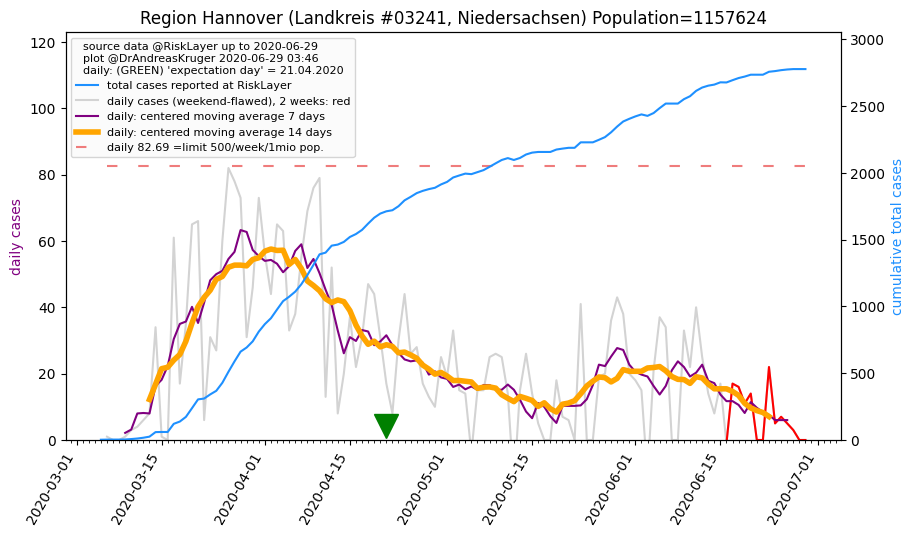 Region Hannover (Landkreis #03241, Niedersachsen) Population=1157624
source data @RiskLayer up to 2020-06-29
plot @DrAndreasKruger 2020-06-29 03:46
daily: (GREEN) 'expectation day' = 21.04.2020
total cases reported at RiskLayer
daily cases (weekend-flawed), 2 weeks: red
daily: centered moving average 7 days
daily: centered moving average 14 days
daily 82.69 =limit 500/week/1mio pop.
daily cases
120
100
80
60
40
20
0
cumulative total cases
3000
2500
2000
1500
1000
500
0
2020-03-01
2020-03-15
2020-04-01
2020-04-15
2020-05-01
2020-05-15
2020-06-01
2020-06-15
2020-07-01